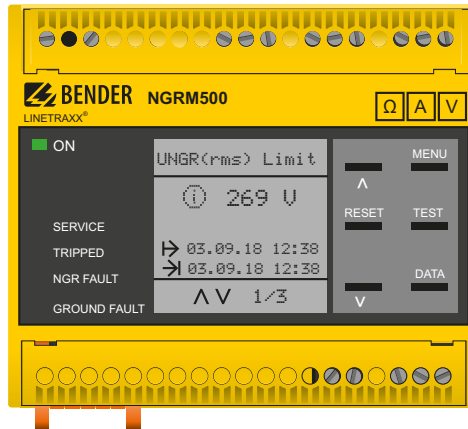 BENDER NGRM500
LINETRAXX®
Ω A V
ON
UNGR(rms) Limit
MENU
269 V
RESET TEST
SERVICE
TRIPPED
03.09.18 12:38
NGR FAULT
03.09.18 12:38
DATA
GROUND FAULT
1/3